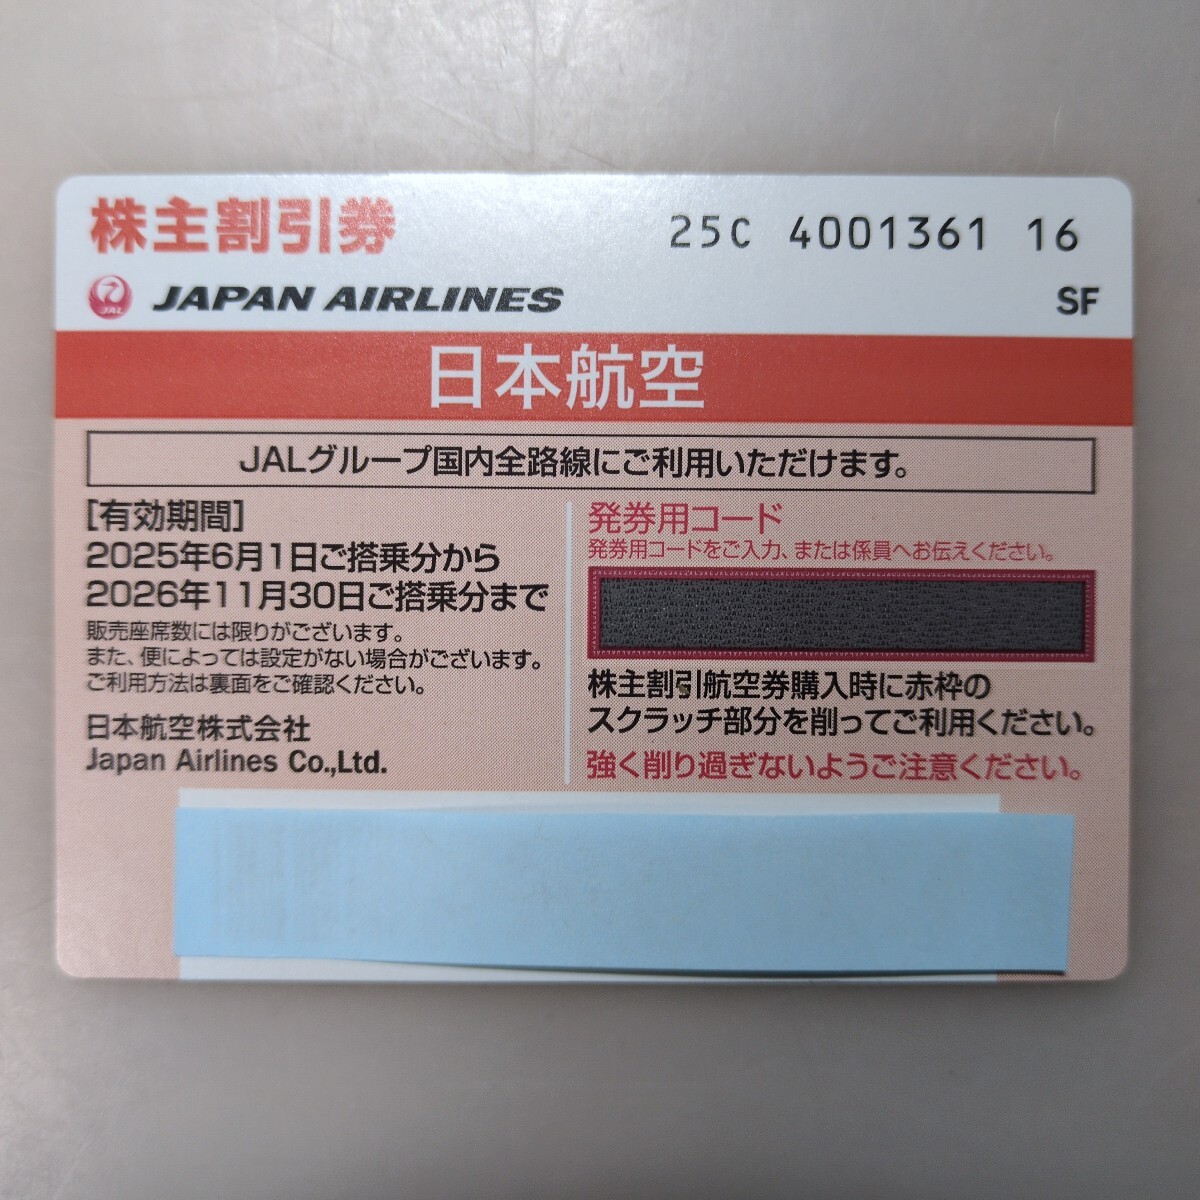 株主割引券
25C 4001361 16
JAL JAPAN AIRLINES
SF
日本航空
JALグループ国内全路線にご利用いただけます。
[有効期間]
2025年6月1日ご搭乗分から
2026年11月30日ご搭乗分まで
販売座席数には限りがございます。
また、便によっては設定がない場合がございます。
ご利用方法は裏面をご確認ください。
日本航空株式会社
Japan Airlines Co.,Ltd.
発券用コード
発券用コードをご入力、または係員へお伝えください。
株主割引航空券購入時に赤枠の
スクラッチ部分を削ってご利用ください。
強く削り過ぎないようご注意ください。